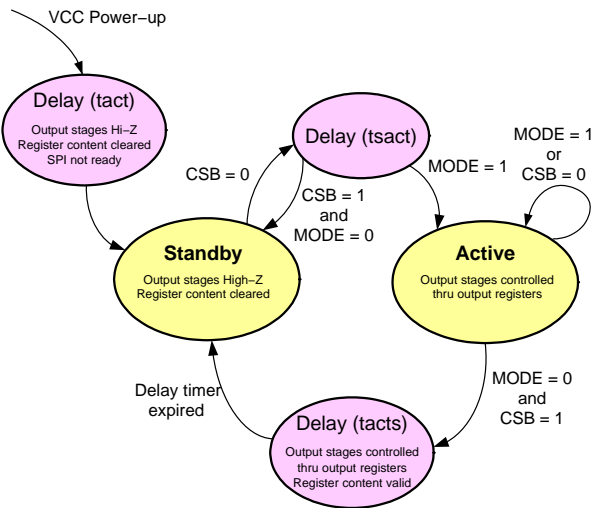 VCC Power-up
Delay (tact)
Output stages Hi–Z
Register content cleared
SPI not ready
Delay (tsact)
MODE = 1
or
CSB = 0
CSB = 0
MODE = 1
CSB = 1
and
MODE = 0
Standby
Output stages High–Z
Register content cleared
Active
Output stages controlled
thru output registers
Delay timer
expired
MODE = 0
and
CSB = 1
Delay (tacts)
Output stages controlled
thru output registers
Register content valid